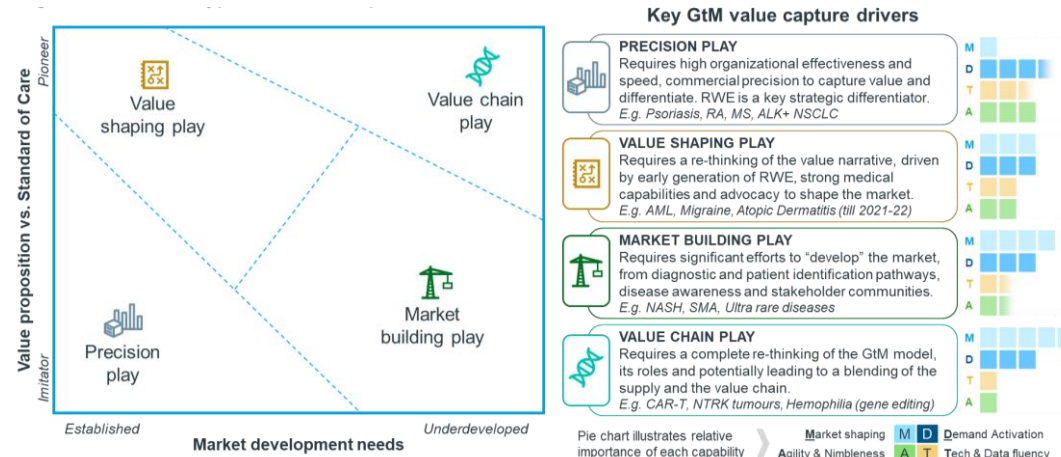 Key GtM value capture drivers
Value proposition vs. Standard of Care
Pioneer
Imitator
Value
shaping play
Value chain
play
Precision
play
Market
building play
Established
Underdeveloped
Market development needs
PRECISION PLAY
Requires high organizational effectiveness and
speed, commercial precision to capture value and
differentiate. RWE is a key strategic differentiator.
E.g. Psoriasis, RA, MS, ALK+ NSCLC
M
D
T
A
VALUE SHAPING PLAY
Requires a re-thinking of the value narrative, driven
by early generation of RWE, strong medical
capabilities and advocacy to shape the market.
E.g. AML, Migraine, Atopic Dermatitis (till 2021-22)
M
D
T
A
MARKET BUILDING PLAY
Requires significant efforts to “develop” the market,
from diagnostic and patient identification pathways,
disease awareness and stakeholder communities.
E.g. NASH, SMA, Ultra rare diseases
M
D
T
A
VALUE CHAIN PLAY
Requires a complete re-thinking of the GtM model,
its roles and potentially leading to a blending of the
supply and the value chain.
E.g. CAR-T, NTRK tumours, Hemophilia (gene editing)
M
D
T
A
Pie chart illustrates relative
importance of each capability
Market shaping M D Demand Activation
Agility & Nimbleness A T Tech & Data fluency